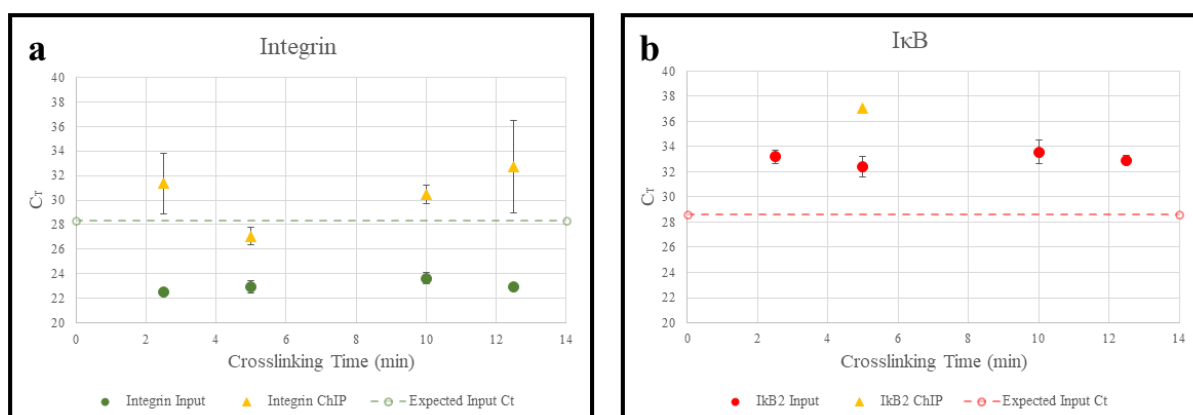 a
Integrin
40
38
36
34
32
30
28
26
24
22
20
Cт
0 2 4 6 8 10 12 14
Crosslinking Time (min)
Integrin Input Integrin ChIP Expected Input Ct
b
IκB
40
38
36
34
32
30
28
26
24
22
20
Cт
0 2 4 6 8 10 12 14
Crosslinking Time (min)
IkB2 Input IkB2 ChIP Expected Input Ct